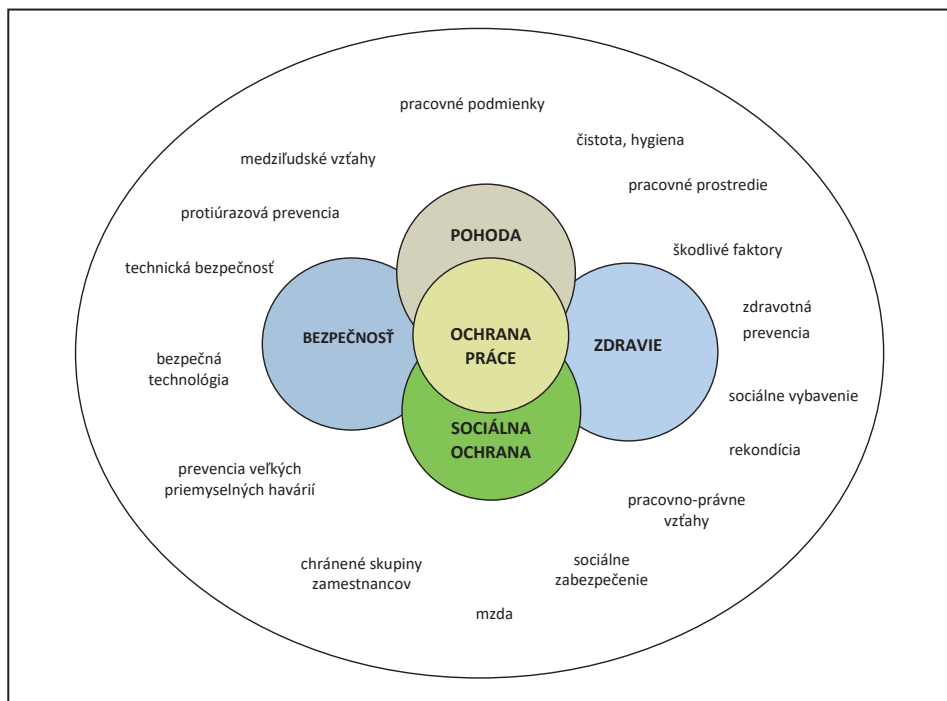 pracovné podmienky
čistota, hygiena
medziľudské vzťahy
pracovné prostredie
protiúrazová prevencia
POHODA
škodlivé faktory
technická bezpečnosť
zdravotná
prevencia
BEZPEČNOSŤ
OCHRANA
PRÁCE
ZDRAVIE
bezpečná
technológia
sociálne vybavenie
SOCIÁLNA
OCHRANA
rekondícia
prevencia veľkých
priemyselných havárií
pracovno-právne
vzťahy
chránené skupiny
zamestnancov
sociálne
zabezpečenie
mzda